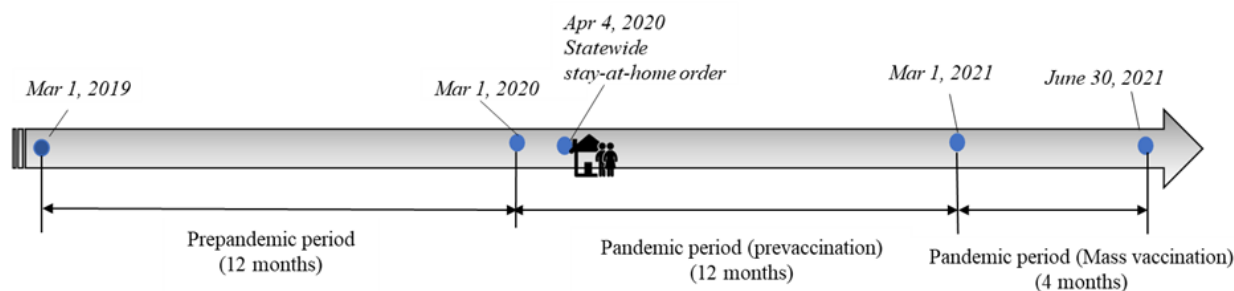 Apr 4, 2020
Statewide
stay-at-home order
Mar 1, 2019
Mar 1, 2020
Mar 1, 2021
June 30, 2021
Prepandemic period
(12 months)
Pandemic period (prevaccination)
(12 months)
Pandemic period (Mass vaccination)
(4 months)